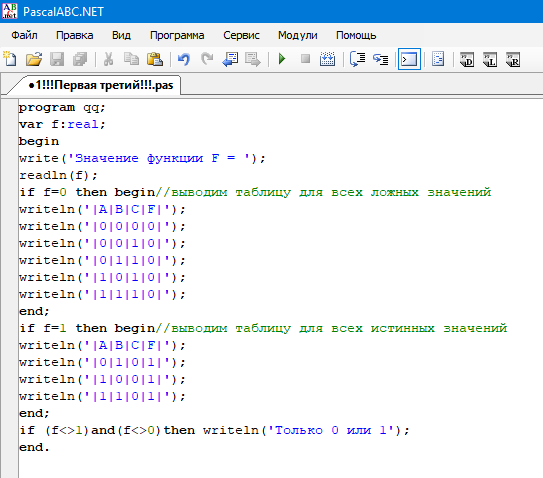 PascalABC.NET
Файл Правка Вид Программа Сервис Модули Помощь
●1!!!Первая третий!!!.pas
program qq;
var f:real;
begin
write('Значение функции F = ');
readln(f);
if f=0 then begin//выводим таблицу для всех ложных значений
writeln('|A|B|C|F|');
writeln('|0|0|0|0|');
writeln('|0|0|1|0|');
writeln('|0|1|1|0|');
writeln('|1|0|1|0|');
writeln('|1|1|1|0|');
end;
if f=1 then begin//выводим таблицу для всех истинных значений
writeln('|A|B|C|F|');
writeln('|0|1|0|1|');
writeln('|1|0|0|1|');
writeln('|1|1|0|1|');
end;
if (f<>1)and(f<>0)then writeln('Только 0 или 1');
end.